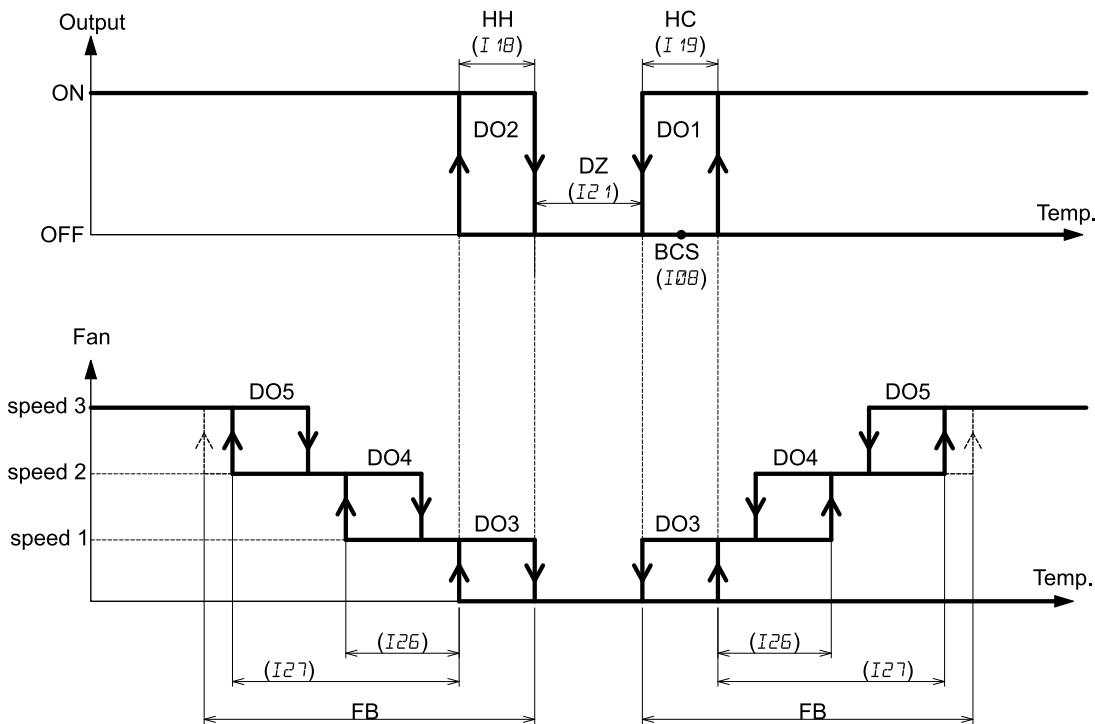 Output
HH
(I18)
HC
(I19)
ON
DO2
DO1
DZ
(I21)
Temp.
OFF
BCS
(I08)
Fan
speed 3
DO5
DO5
speed 2
DO4
DO4
speed 1
DO3
DO3
Temp.
(I26)
(I26)
(I27)
(I27)
FB
FB